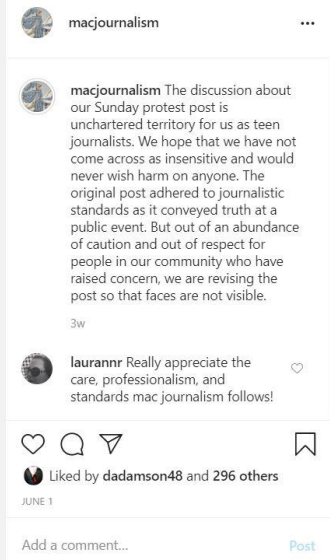 macjournalism
macjournalism The discussion about
our Sunday protest post is
unchartered territory for us as teen
journalists. We hope that we have not
come across as insensitive and would
never wish harm on anyone. The
original post adhered to journalistic
standards as it conveyed truth at a
public event. But out of an abundance
of caution and out of respect for
people in our community who have
raised concern, we are revising the
post so that faces are not visible.
3w
laurannr Really appreciate the
care, professionalism, and
standards mac journalism follows!
Liked by dadamson48 and 296 others
JUNE 1
Add a comment...
Post